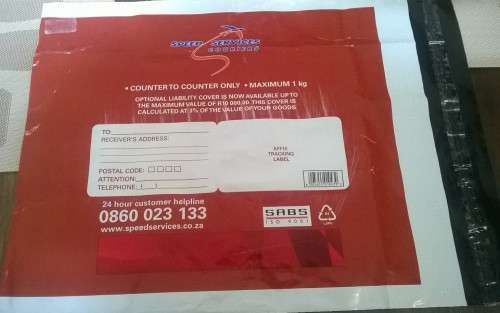 SPEED SERVICES
COURIERS
• COUNTER TO COUNTER ONLY • MAXIMUM 1 kg
OPTIONAL LIABILITY COVER IS NOW AVAILABLE UP TO
THE MAXIMUM VALUE OF R10 000,00. THIS COVER IS
CALCULATED AT 3% OF THE VALUE OF YOUR GOODS.
TO:
RECEIVER'S ADDRESS:
POSTAL CODE:
ATTENTION:
TELEPHONE: ( )
AFFIX
TRACKING
LABEL
24 hour customer helpline
0860 023 133
www.speedservices.co.za
SABS
ISO 9001